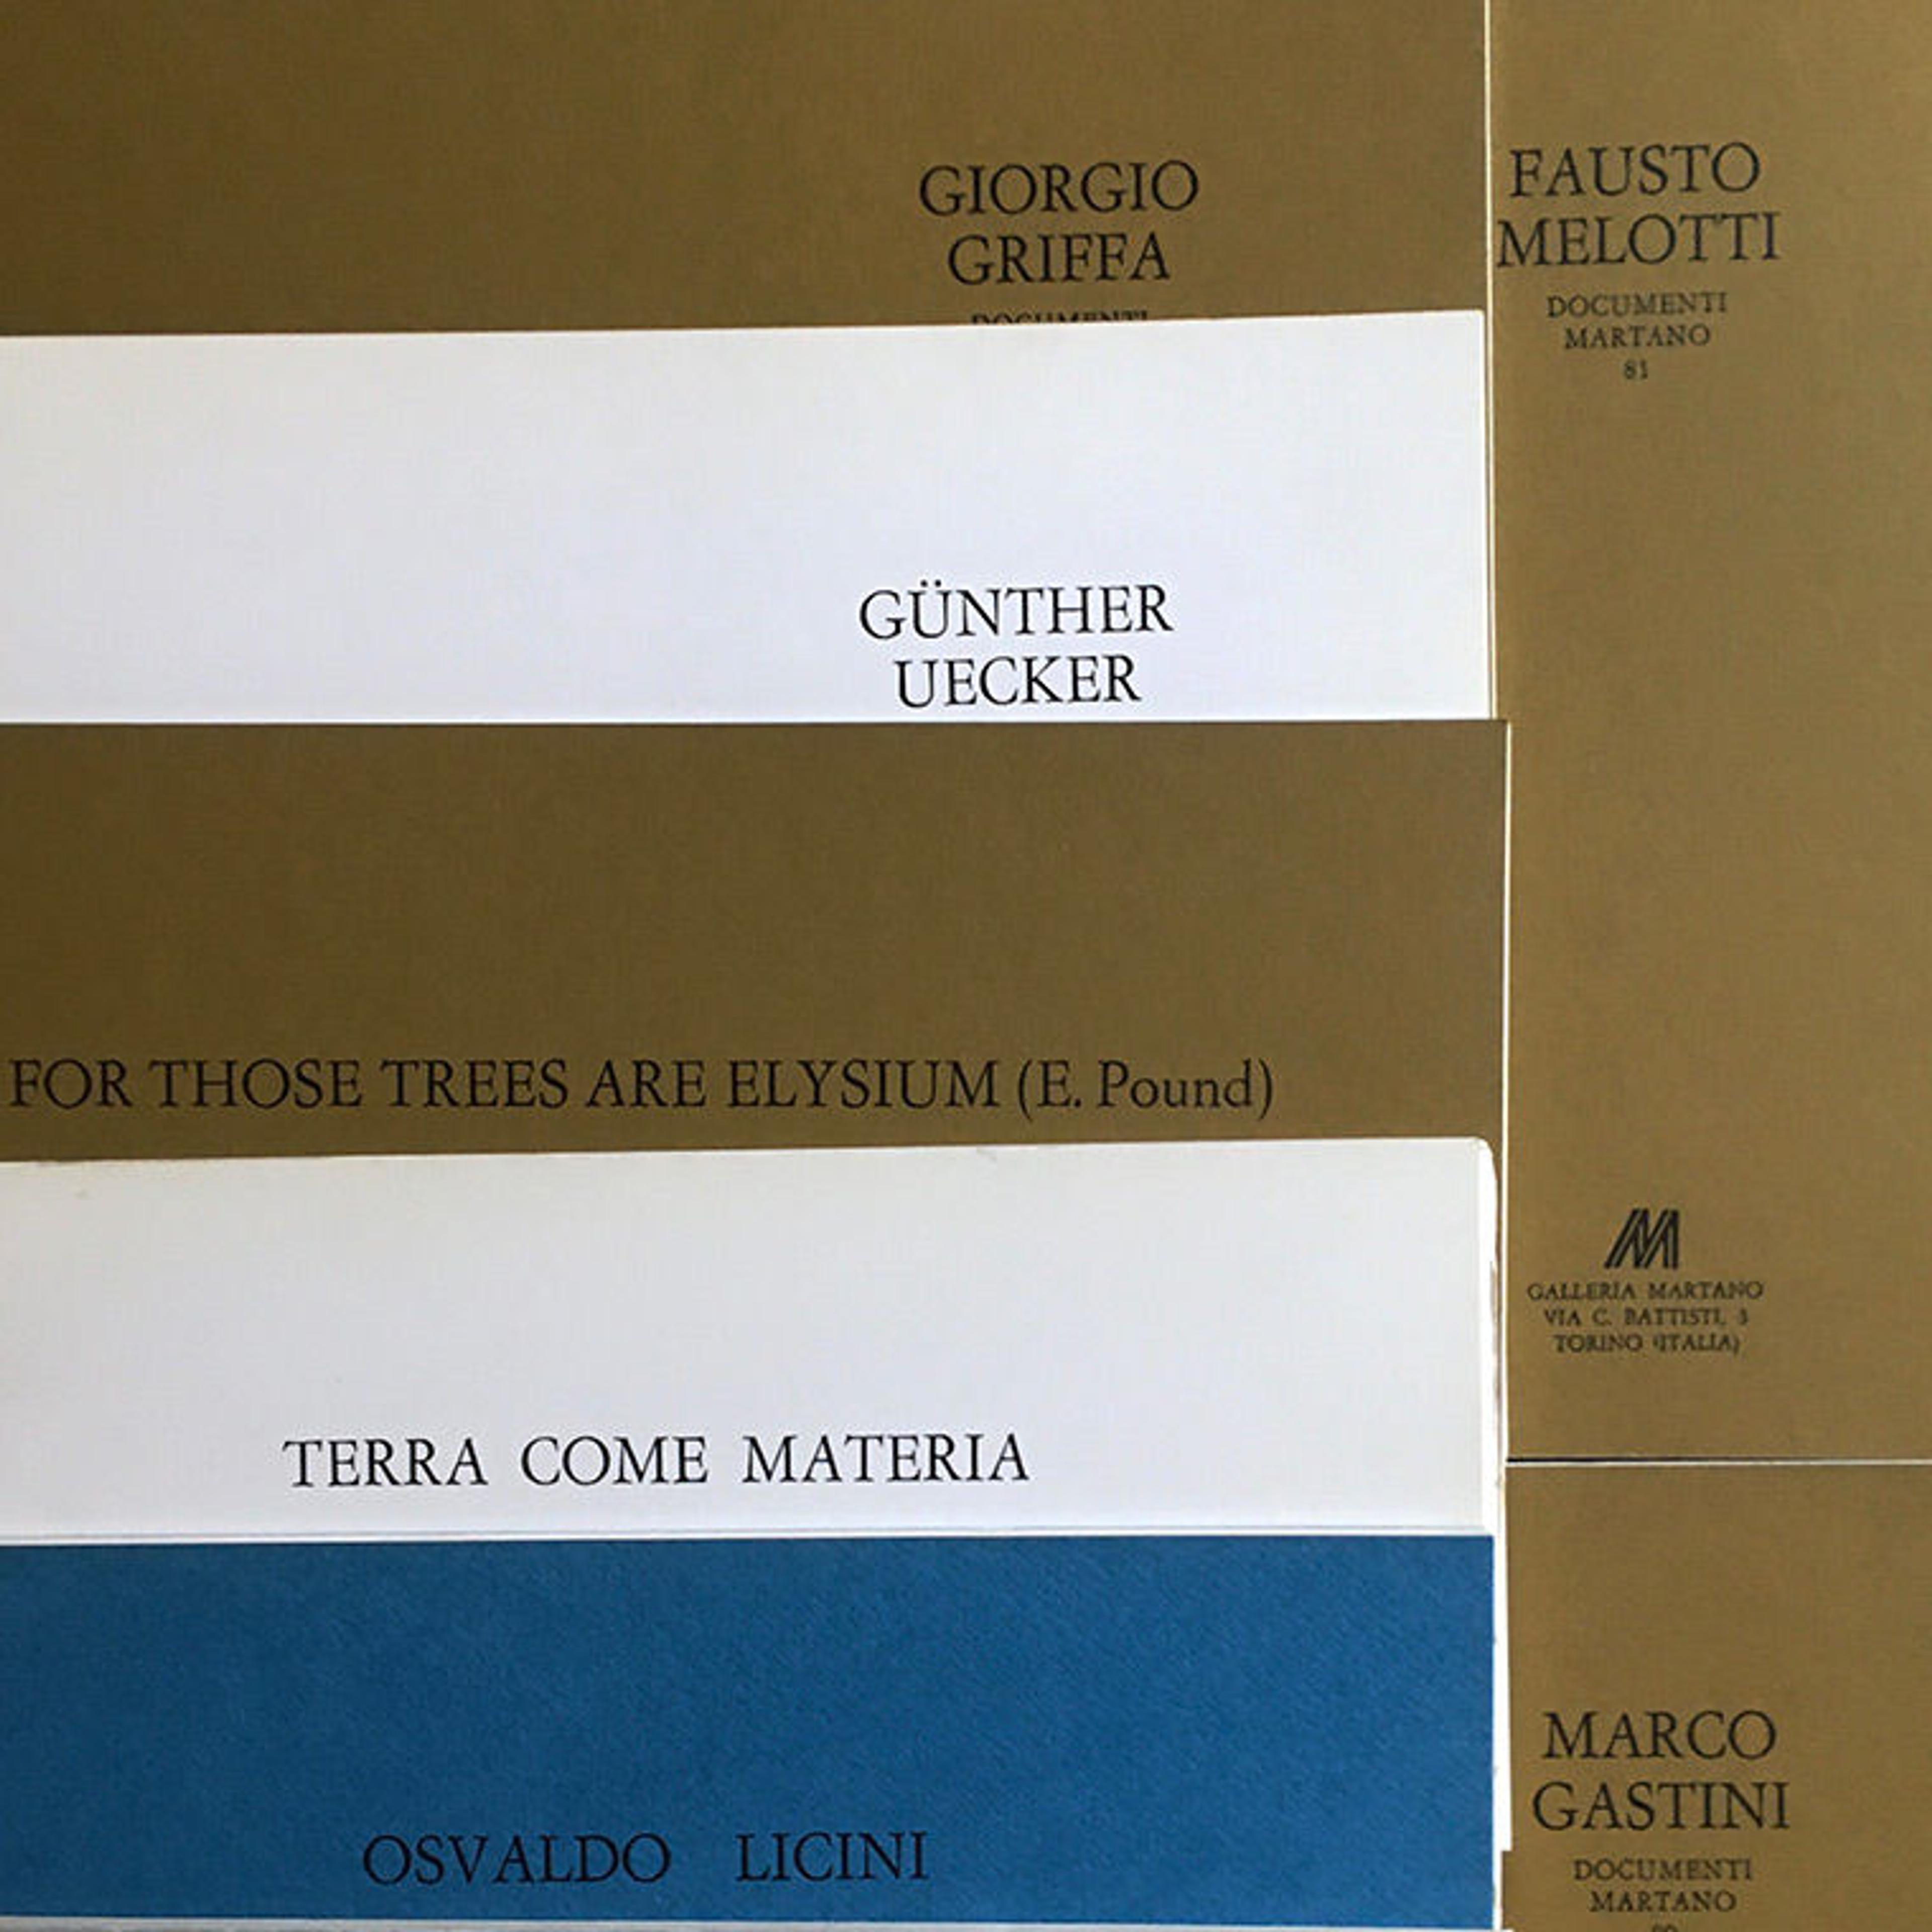 GIORGIO
GRIFFA
DOCUMENTI
FAUSTO
MELOTTI
DOCUMENTI
MARTANO
81
GÜNTHER
UECKER
FOR THOSE TREES ARE ELYSIUM (E. Pound)
TERRA COME MATERIA
OSVALDO LICINI
GALLERIA MARTANO
VIA C. BATTISTI, 3
TORINO (ITALIA)
MARCO
GASTINI
DOCUMENTI
MARTANO